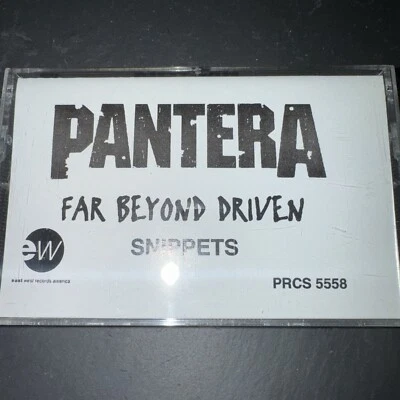 PANTERA
FAR BEYOND DRIVEN
SNIPPETS
ew
east west records america
PRCS 5558